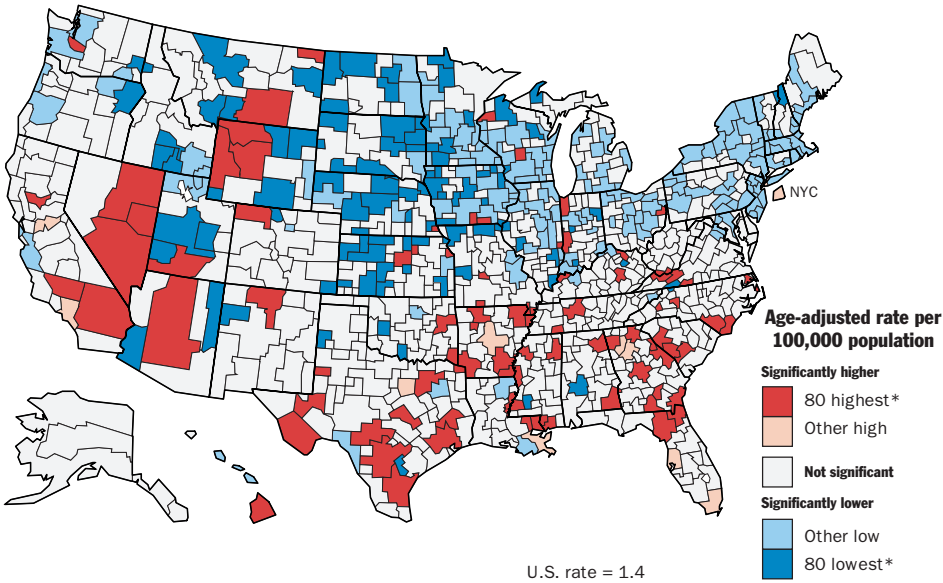 NYC
Age-adjusted rate per
100,000 population
Significantly higher
80 highest*
Other high
Not significant
Significantly lower
Other low
80 lowest*
U.S. rate = 1.4